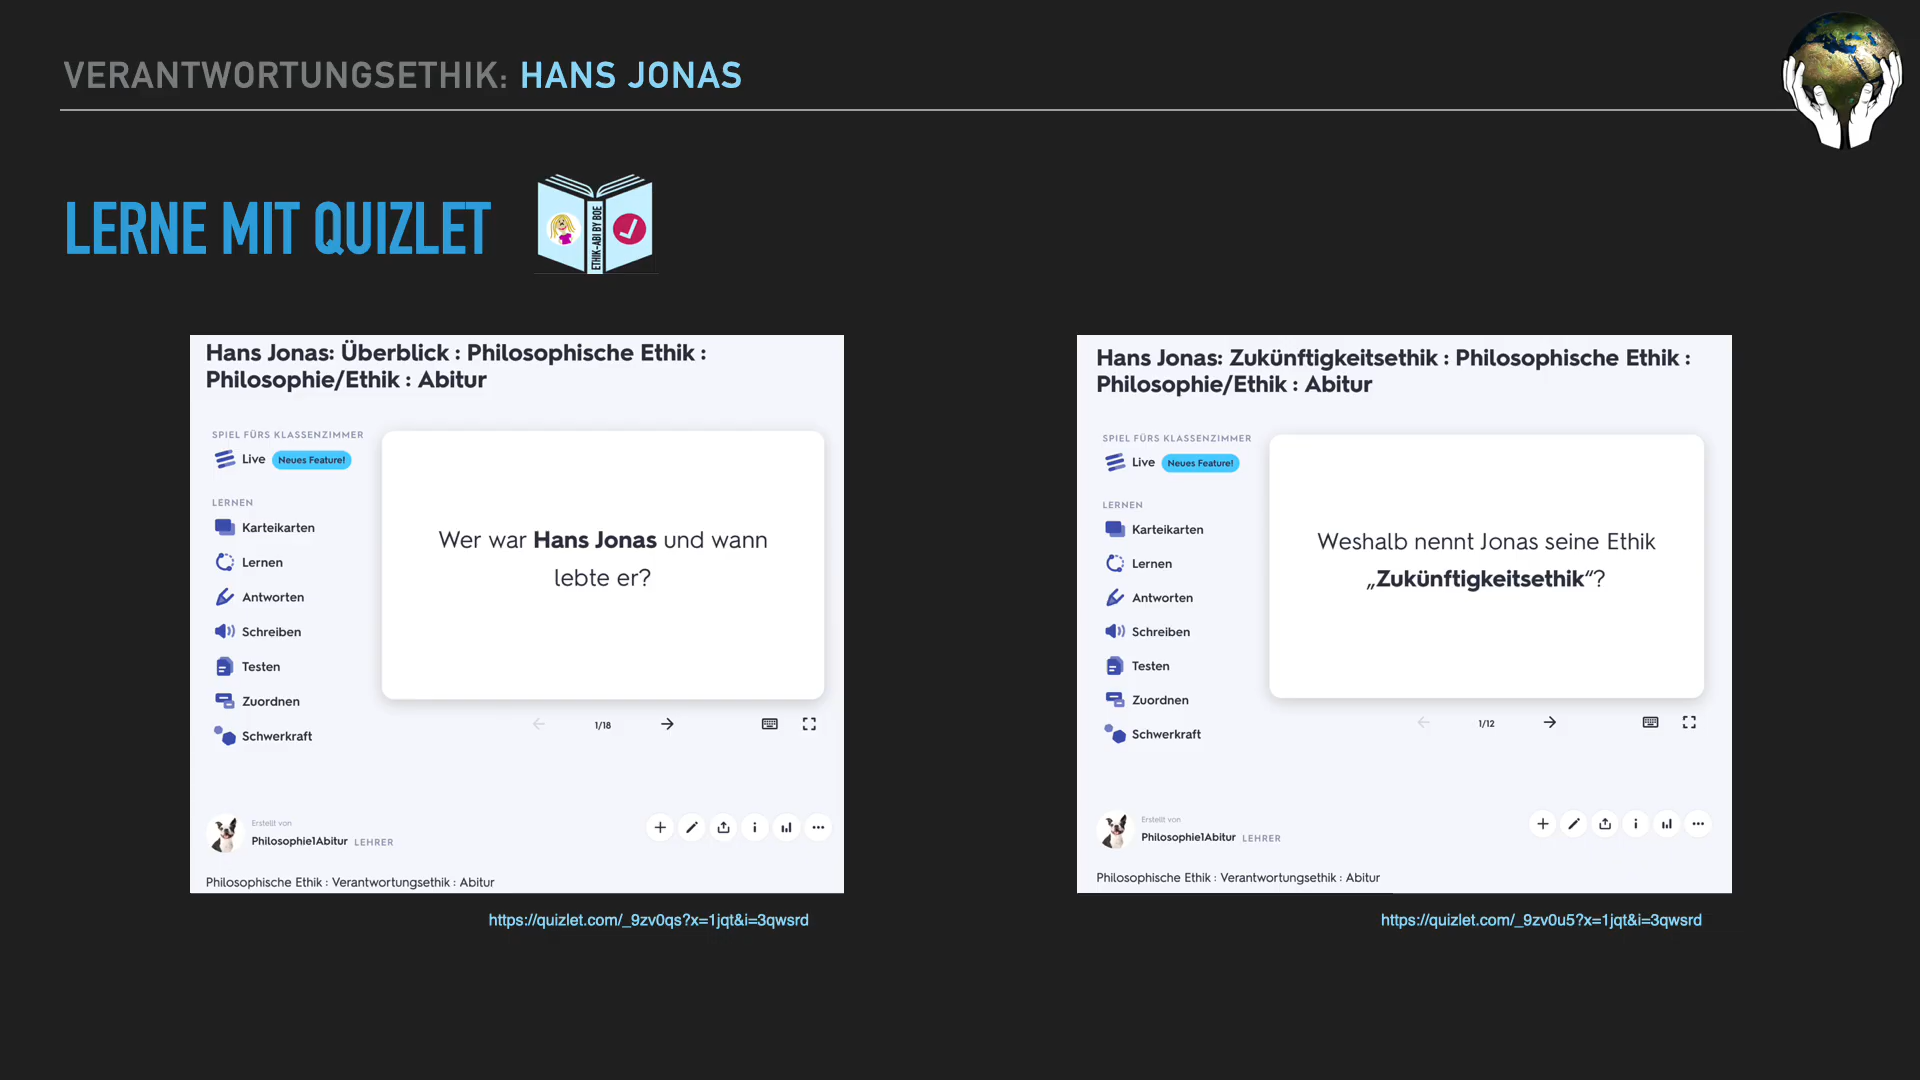 VERANTWORTUNGSETHIK: HANS JONAS
LERNE MIT QUIZLET
ETHIK-ABI BY BOE
Hans Jonas: Überblick : Philosophische Ethik :
Philosophie/Ethik : Abitur
SPIEL FÜRS KLASSENZIMMER
Live Neues Feature!
LERNEN
Karteikarten
Lernen
Antworten
Schreiben
Testen
Zuordnen
Schwerkraft
Wer war Hans Jonas und wann
lebte er?
1/18
Erstellt von
Philosophie1Abitur LEHRER
Philosophische Ethik : Verantwortungsethik : Abitur
https://quizlet.com/_9zv0qs?x=1jqt&i=3qwsrd
Hans Jonas: Zukünftigkeitsethik : Philosophische Ethik :
Philosophie/Ethik : Abitur
SPIEL FÜRS KLASSENZIMMER
Live Neues Feature!
LERNEN
Karteikarten
Lernen
Antworten
Schreiben
Testen
Zuordnen
Schwerkraft
Weshalb nennt Jonas seine Ethik
„Zukünftigkeitsethik“?
1/12
Erstellt von
Philosophie1Abitur LEHRER
Philosophische Ethik : Verantwortungsethik : Abitur
https://quizlet.com/_9zv0u5?x=1jqt&i=3qwsrd